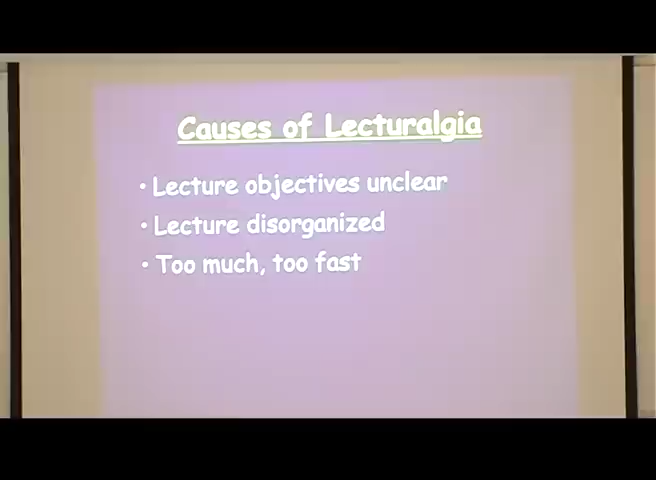 Causes of Lecturalgia
• Lecture objectives unclear
• Lecture disorganized
• Too much, too fast